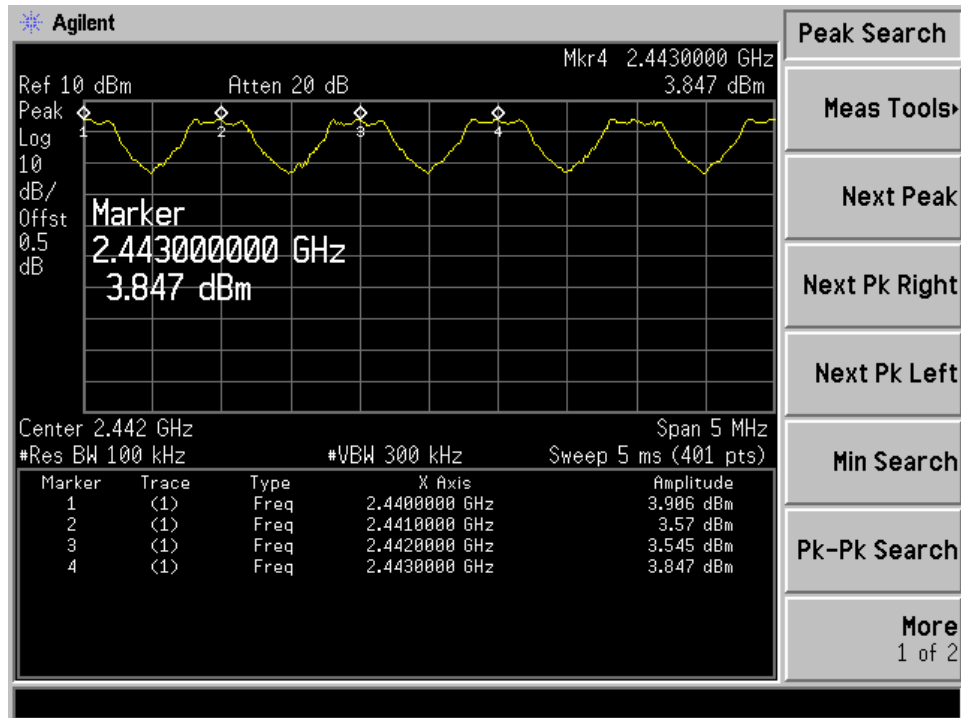 Agilent
Peak Search
Mkr4 2.4430000 GHz
Ref 10 dBm Atten 20 dB 3.847 dBm
Peak
Log
10
dB/
Offst
0.5
dB
1 2 3 4
Marker
2.443000000 GHz
3.847 dBm
Center 2.442 GHz Span 5 MHz
#Res BW 100 kHz #VBW 300 kHz Sweep 5 ms (401 pts)
Marker Trace Type X Axis Amplitude
1 (1) Freq 2.4400000 GHz 3.906 dBm
2 (1) Freq 2.4410000 GHz 3.57 dBm
3 (1) Freq 2.4420000 GHz 3.545 dBm
4 (1) Freq 2.4430000 GHz 3.847 dBm
Meas Tools
Next Peak
Next Pk Right
Next Pk Left
Min Search
Pk-Pk Search
More
1 of 2